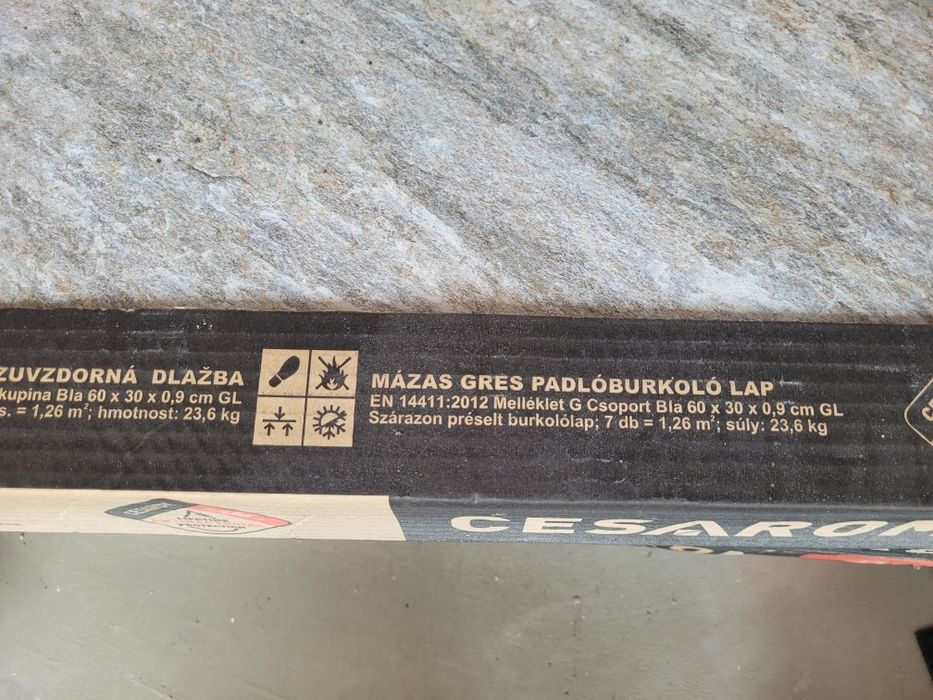 ZUVZDORNÁ DLAŽBA
kupina Bla 60 x 30 x 0,9 cm GL
s. = 1,26 m²; hmotnost: 23,6 kg
MÁZAS GRES PADLÓBURKOLÓ LAP
EN 14411:2012 Melléklet G Csoport Bla 60 x 30 x 0,9 cm GL
Szárazon préselt burkolólap; 7 db = 1,26 m²; súly: 23,6 kg
CESAROM